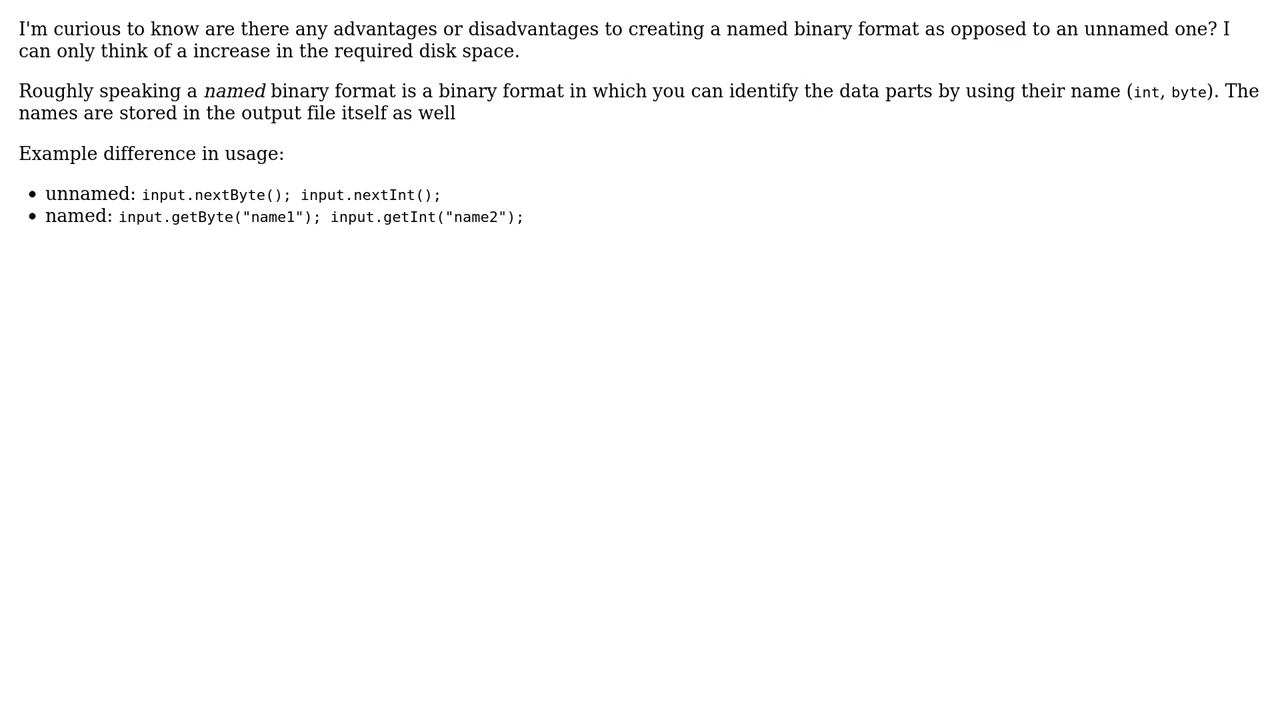 I'm curious to know are there any advantages or disadvantages to creating a named binary format as opposed to an unnamed one? I
can only think of a increase in the required disk space.
Roughly speaking a named binary format is a binary format in which you can identify the data parts by using their name (int, byte). The
names are stored in the output file itself as well
Example difference in usage:
• unnamed: input.nextByte(); input.nextInt();
• named: input.getByte("name1"); input.getInt("name2");